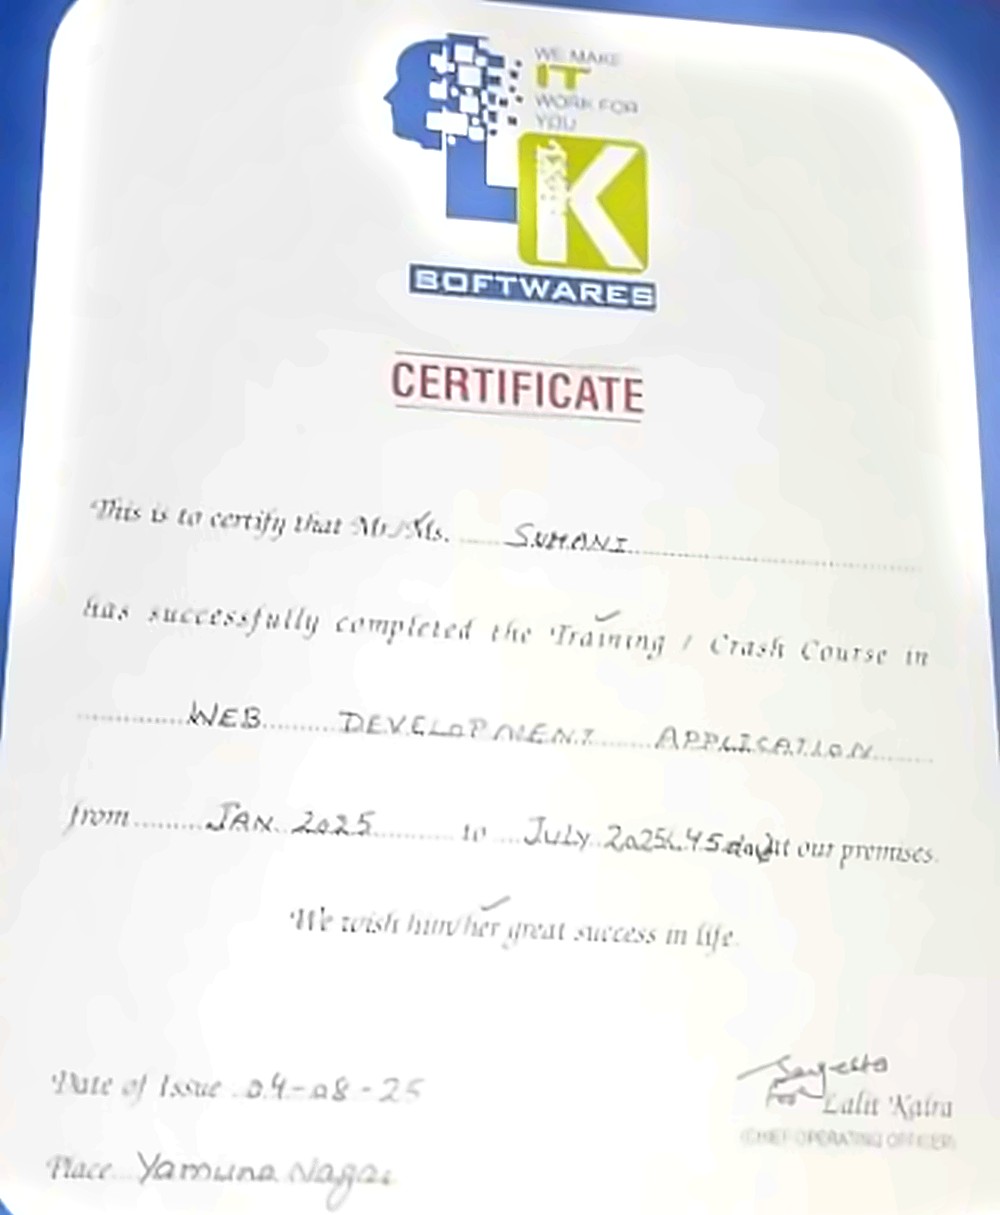 WE MAKE
IT
WORK FOR
YOU
K
SOFTWARES
CERTIFICATE
This is to certify that Mr./Ms. ..... SUMANI ....................
has successfully completed the Training / Crash Course in
............ WEB ........ DEVELOPMENT ...... APPLICATION ......
from ......... JAN 2025 ......... to ... JULY 2025 (45 days) at our premises.
We wish him/her great success in life.
for Lalit Kalra
(CHIEF OPERATING OFFICER)
Date of Issue 04-08-25
Place Yamuna Nagar